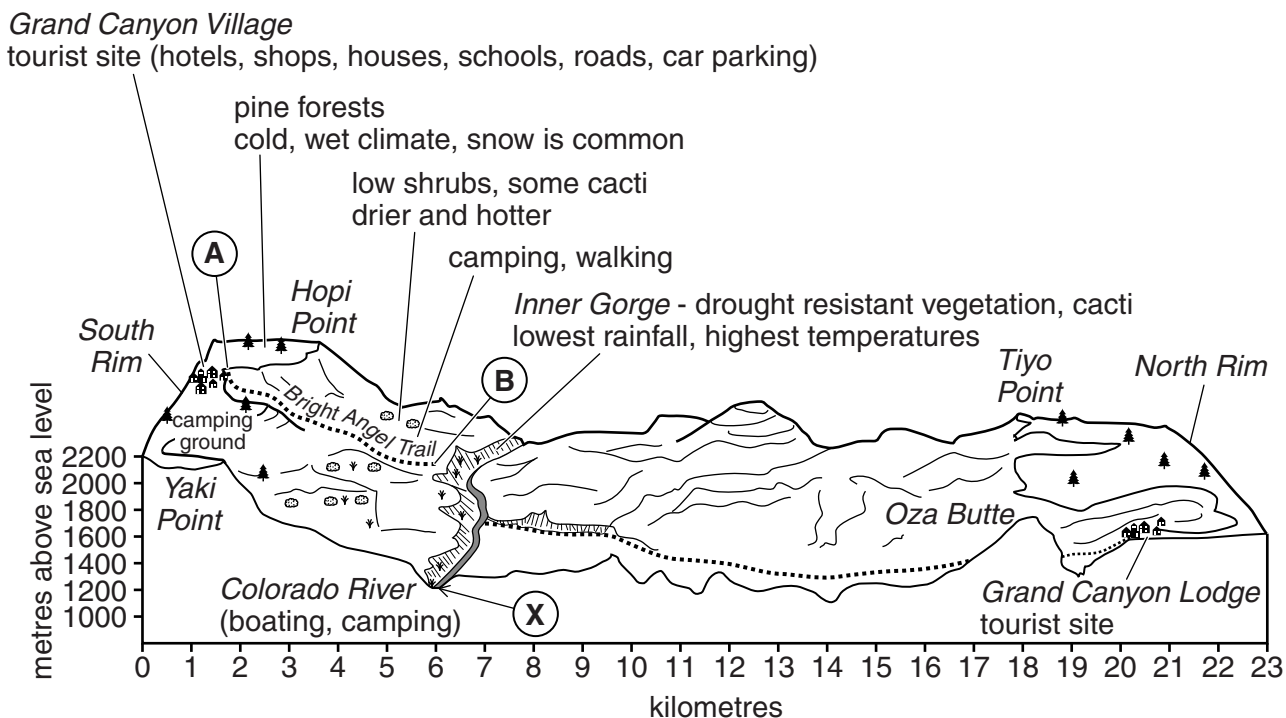 Grand Canyon Village
tourist site (hotels, shops, houses, schools, roads, car parking)
pine forests
cold, wet climate, snow is common
low shrubs, some cacti
drier and hotter
A
camping, walking
Hopi
Point
Inner Gorge - drought resistant vegetation, cacti
lowest rainfall, highest temperatures
South
Rim
B
Tiyo
Point
North Rim
Bright Angel Trail
camping
ground
metres above sea level
2200
2000
1800
1600
1400
1200
1000
Yaki
Point
Oza Butte
Colorado River
(boating, camping)
X
Grand Canyon Lodge
tourist site
0 1 2 3 4 5 6 7 8 9 10 11 12 13 14 15 16 17 18 19 20 21 22 23
kilometres